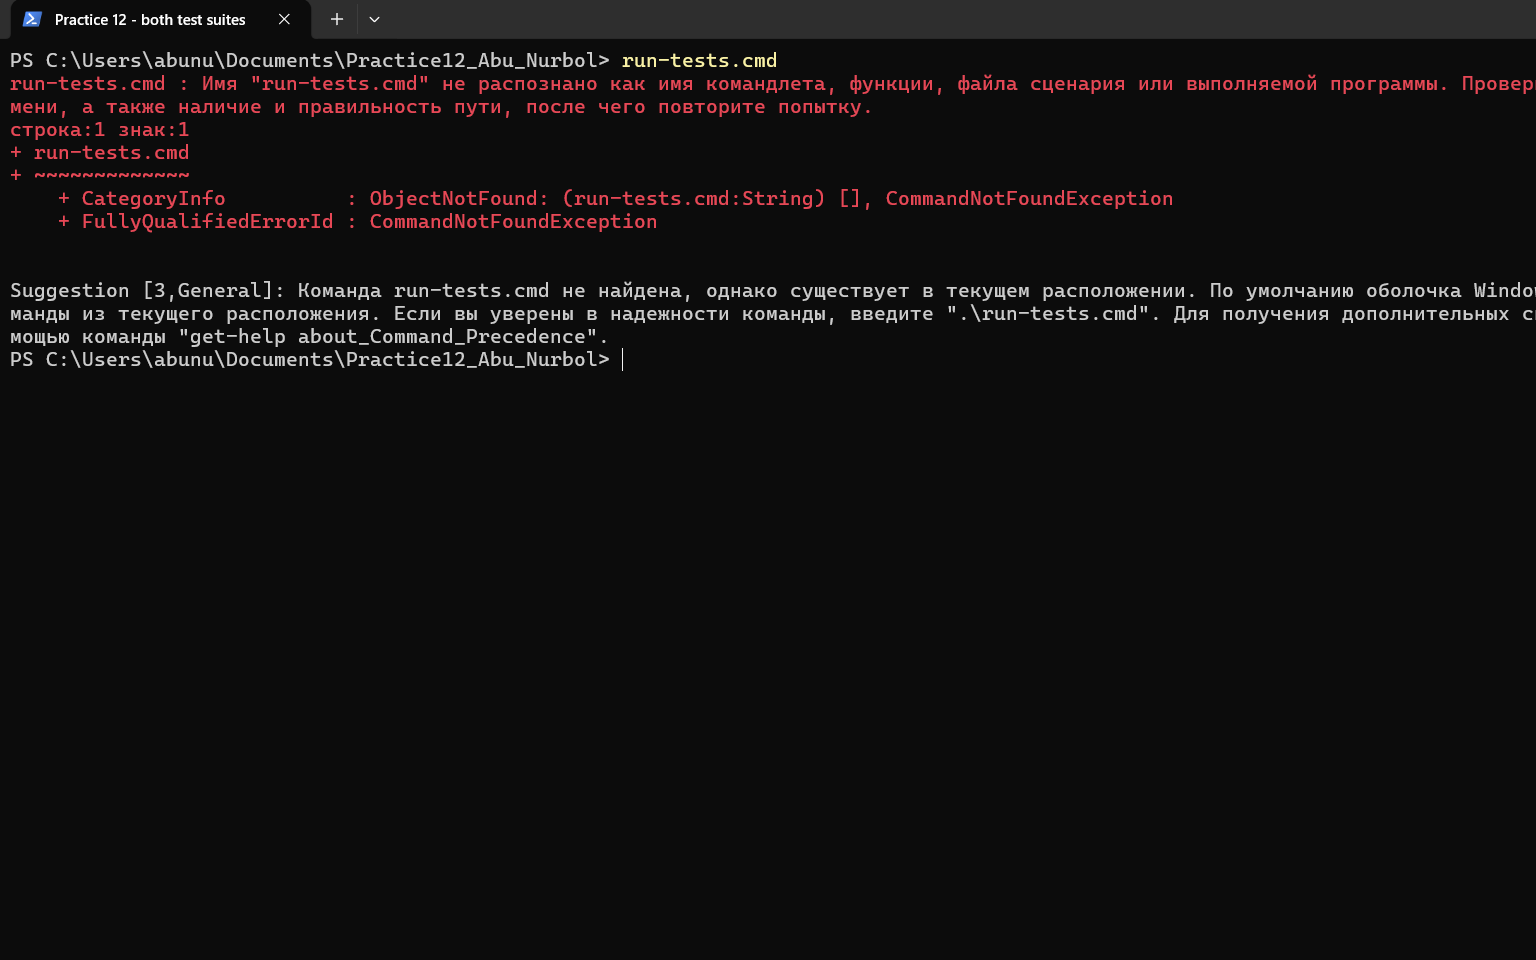 Practice 12 - both test suites
PS C:\Users\abunu\Documents\Practice12_Abu_Nurbol> run-tests.cmd
run-tests.cmd : Имя "run-tests.cmd" не распознано как имя командлета, функции, файла сценария или выполняемой программы.
мени, а также наличие и правильность пути, после чего повторите попытку.
строка:1 знак:1
+ run-tests.cmd
+ ~~~~~~~~~~~~~
    + CategoryInfo          : ObjectNotFound: (run-tests.cmd:String) [], CommandNotFoundException
    + FullyQualifiedErrorId : CommandNotFoundException
Suggestion [3,General]: Команда run-tests.cmd не найдена, однако существует в текущем расположении. По умолчанию оболочка
манды из текущего расположения. Если вы уверены в надежности команды, введите ".\run-tests.cmd". Для получения дополнительных
мощью команды "get-help about_Command_Precedence".
PS C:\Users\abunu\Documents\Practice12_Abu_Nurbol>